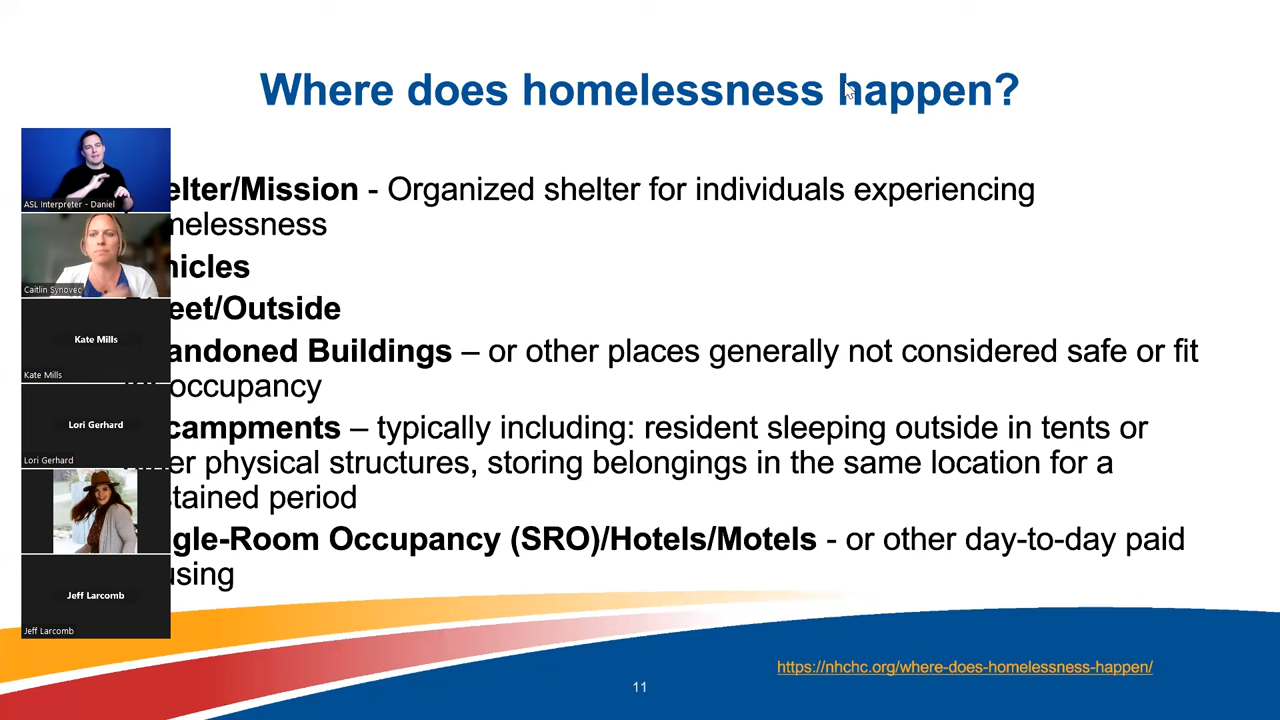 Where does homelessness happen?
ASL Interpreter - Daniel
Caitlin Synovec
Kate Mills
Kate Mills
Lori Gerhard
Lori Gerhard
Jeff Larcomb
Jeff Larcomb
elter/Mission - Organized shelter for individuals experiencing
melessness
hicles
eet/Outside
andoned Buildings – or other places generally not considered safe or fit
occupancy
campments – typically including: resident sleeping outside in tents or
er physical structures, storing belongings in the same location for a
tained period
gle-Room Occupancy (SRO)/Hotels/Motels - or other day-to-day paid
using
https://nhchc.org/where-does-homelessness-happen/
11